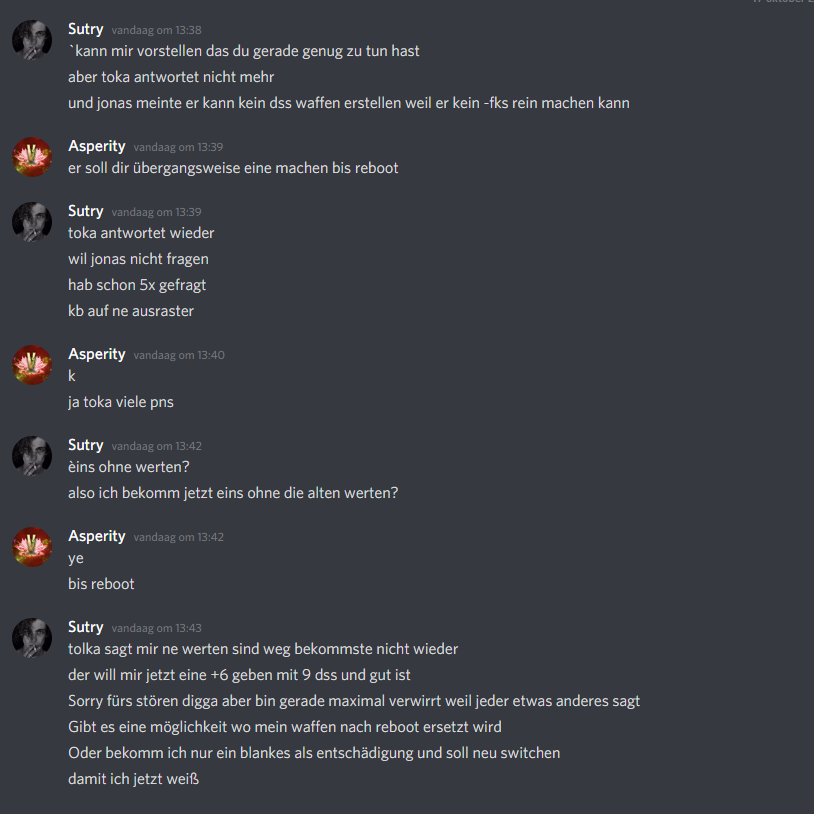 Sutry vandaag om 13:38
`kann mir vorstellen das du gerade genug zu tun hast
aber toka antwortet nicht mehr
und jonas meinte er kann kein dss waffen erstellen weil er kein -fks rein machen kann
Asperity vandaag om 13:39
er soll dir übergangsweise eine machen bis reboot
Sutry vandaag om 13:39
toka antwortet wieder
wil jonas nicht fragen
hab schon 5x gefragt
kb auf ne ausraster
Asperity vandaag om 13:40
k
ja toka viele pns
Sutry vandaag om 13:42
èins ohne werten?
also ich bekomm jetzt eins ohne die alten werten?
Asperity vandaag om 13:42
ye
bis reboot
Sutry vandaag om 13:43
tolka sagt mir ne werten sind weg bekommste nicht wieder
der will mir jetzt eine +6 geben mit 9 dss und gut ist
Sorry fürs stören digga aber bin gerade maximal verwirrt weil jeder etwas anderes sagt
Gibt es eine möglichkeit wo mein waffen nach reboot ersetzt wird
Oder bekomm ich nur ein blankes als entschädigung und soll neu switchen
damit ich jetzt weiß